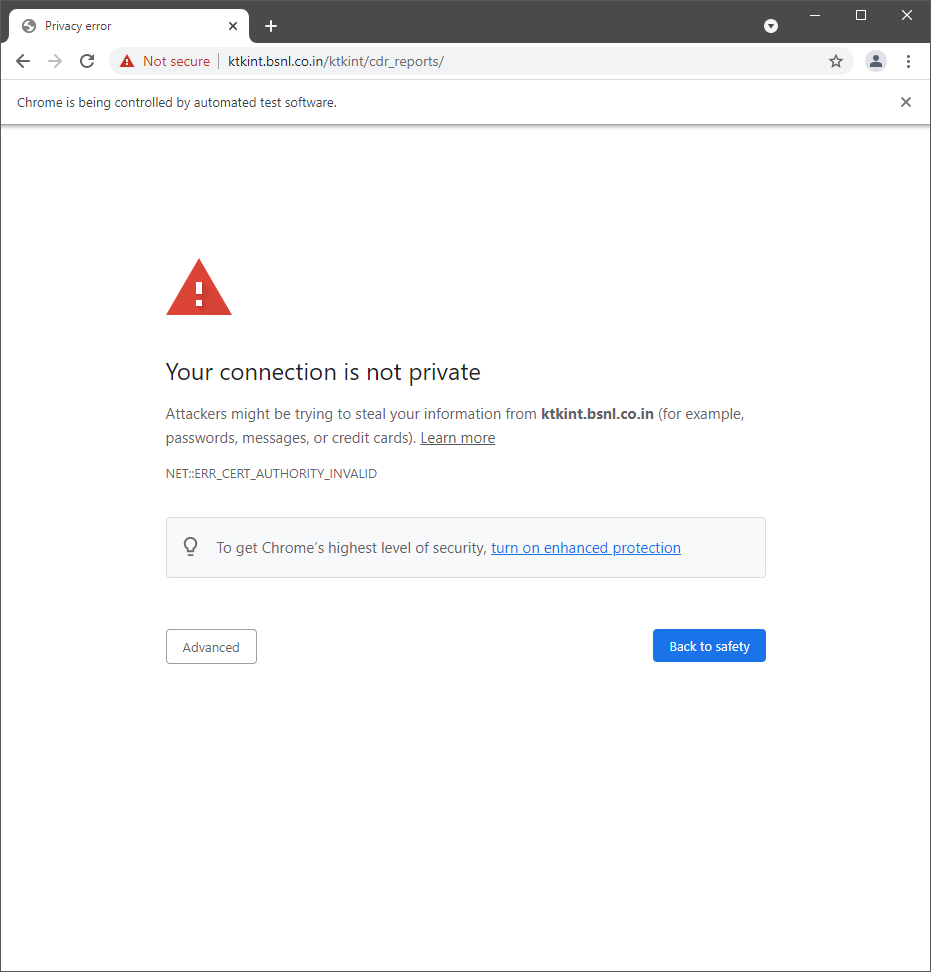 Privacy error
Not secure
ktkint.bsnl.co.in/ktkint/cdr_reports/
Chrome is being controlled by automated test software.
Your connection is not private
Attackers might be trying to steal your information from ktkint.bsnl.co.in (for example,
passwords, messages, or credit cards). Learn more
NET::ERR_CERT_AUTHORITY_INVALID
To get Chrome’s highest level of security, turn on enhanced protection
Advanced
Back to safety